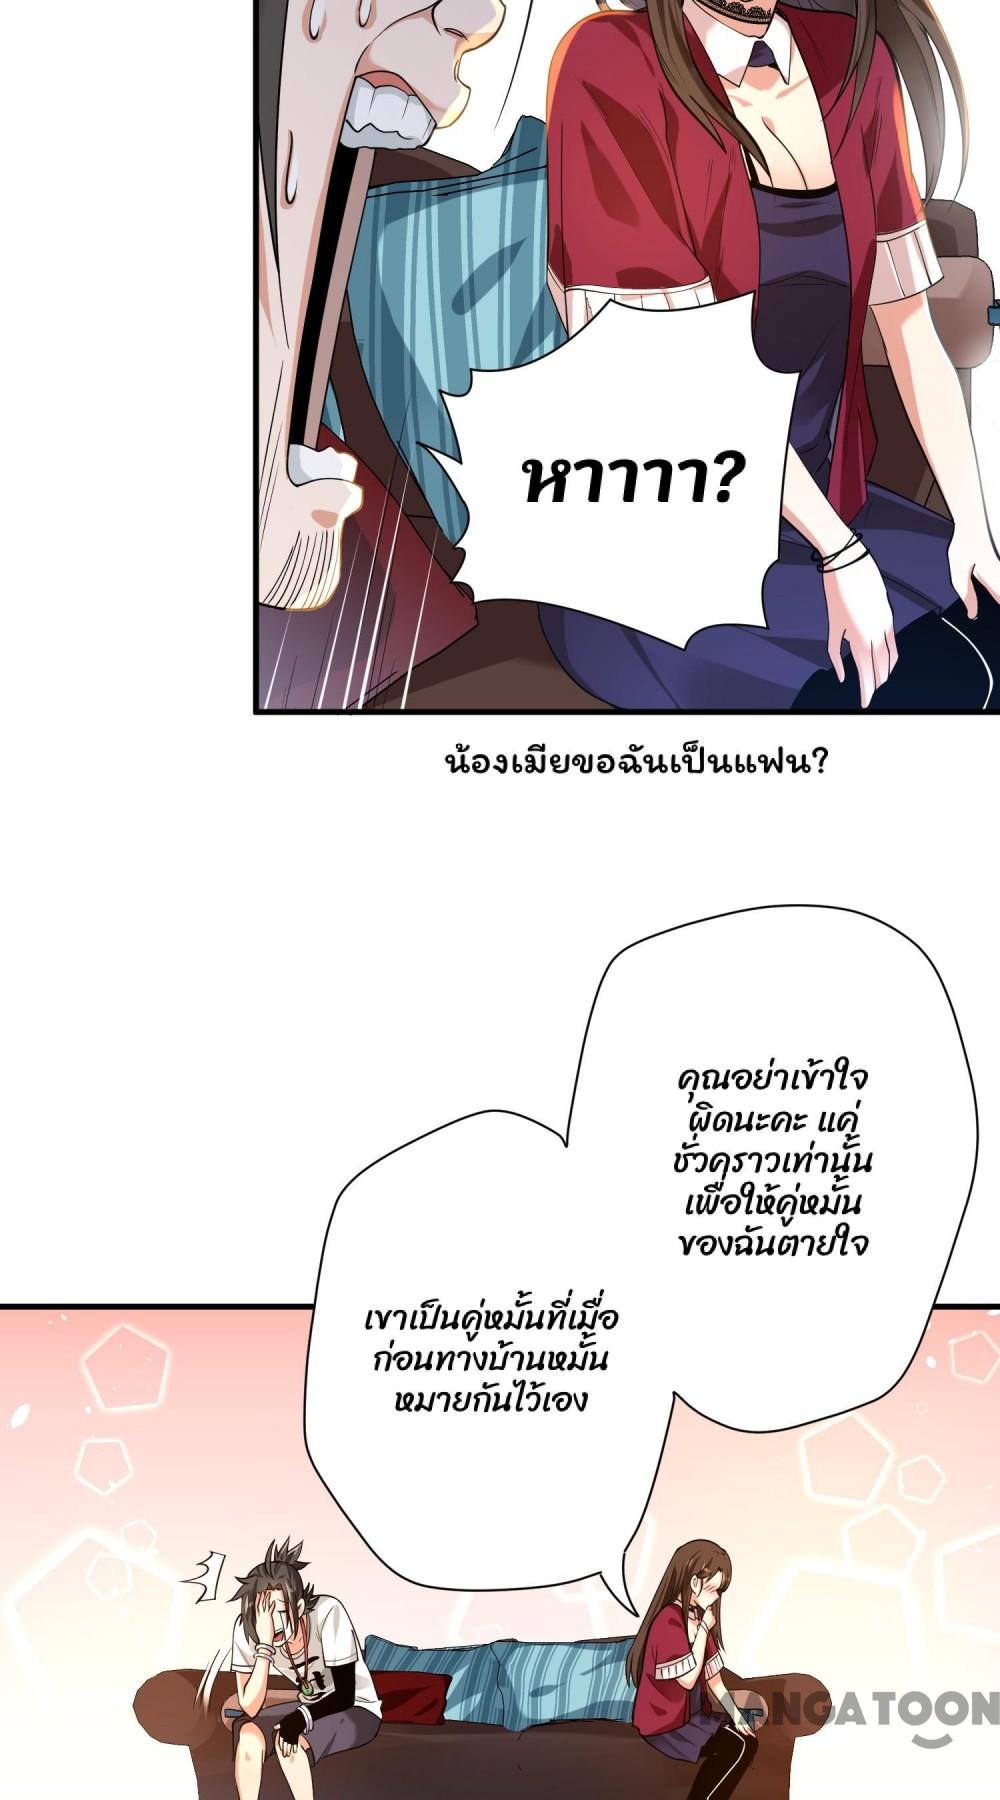 หาาาา?
น้องเมียขอฉันเป็นแฟน?
คุณอย่าเข้าใจ
ผิดนะคะ แค่
ชั่วคราวเท่านั้น
เพื่อให้คู่หมั้น
ของฉันตายใจ
เขาเป็นคู่หมั้นที่เมื่อ
ก่อนทางบ้านหมั้น
หมายกันไว้เอง
MANGATOON